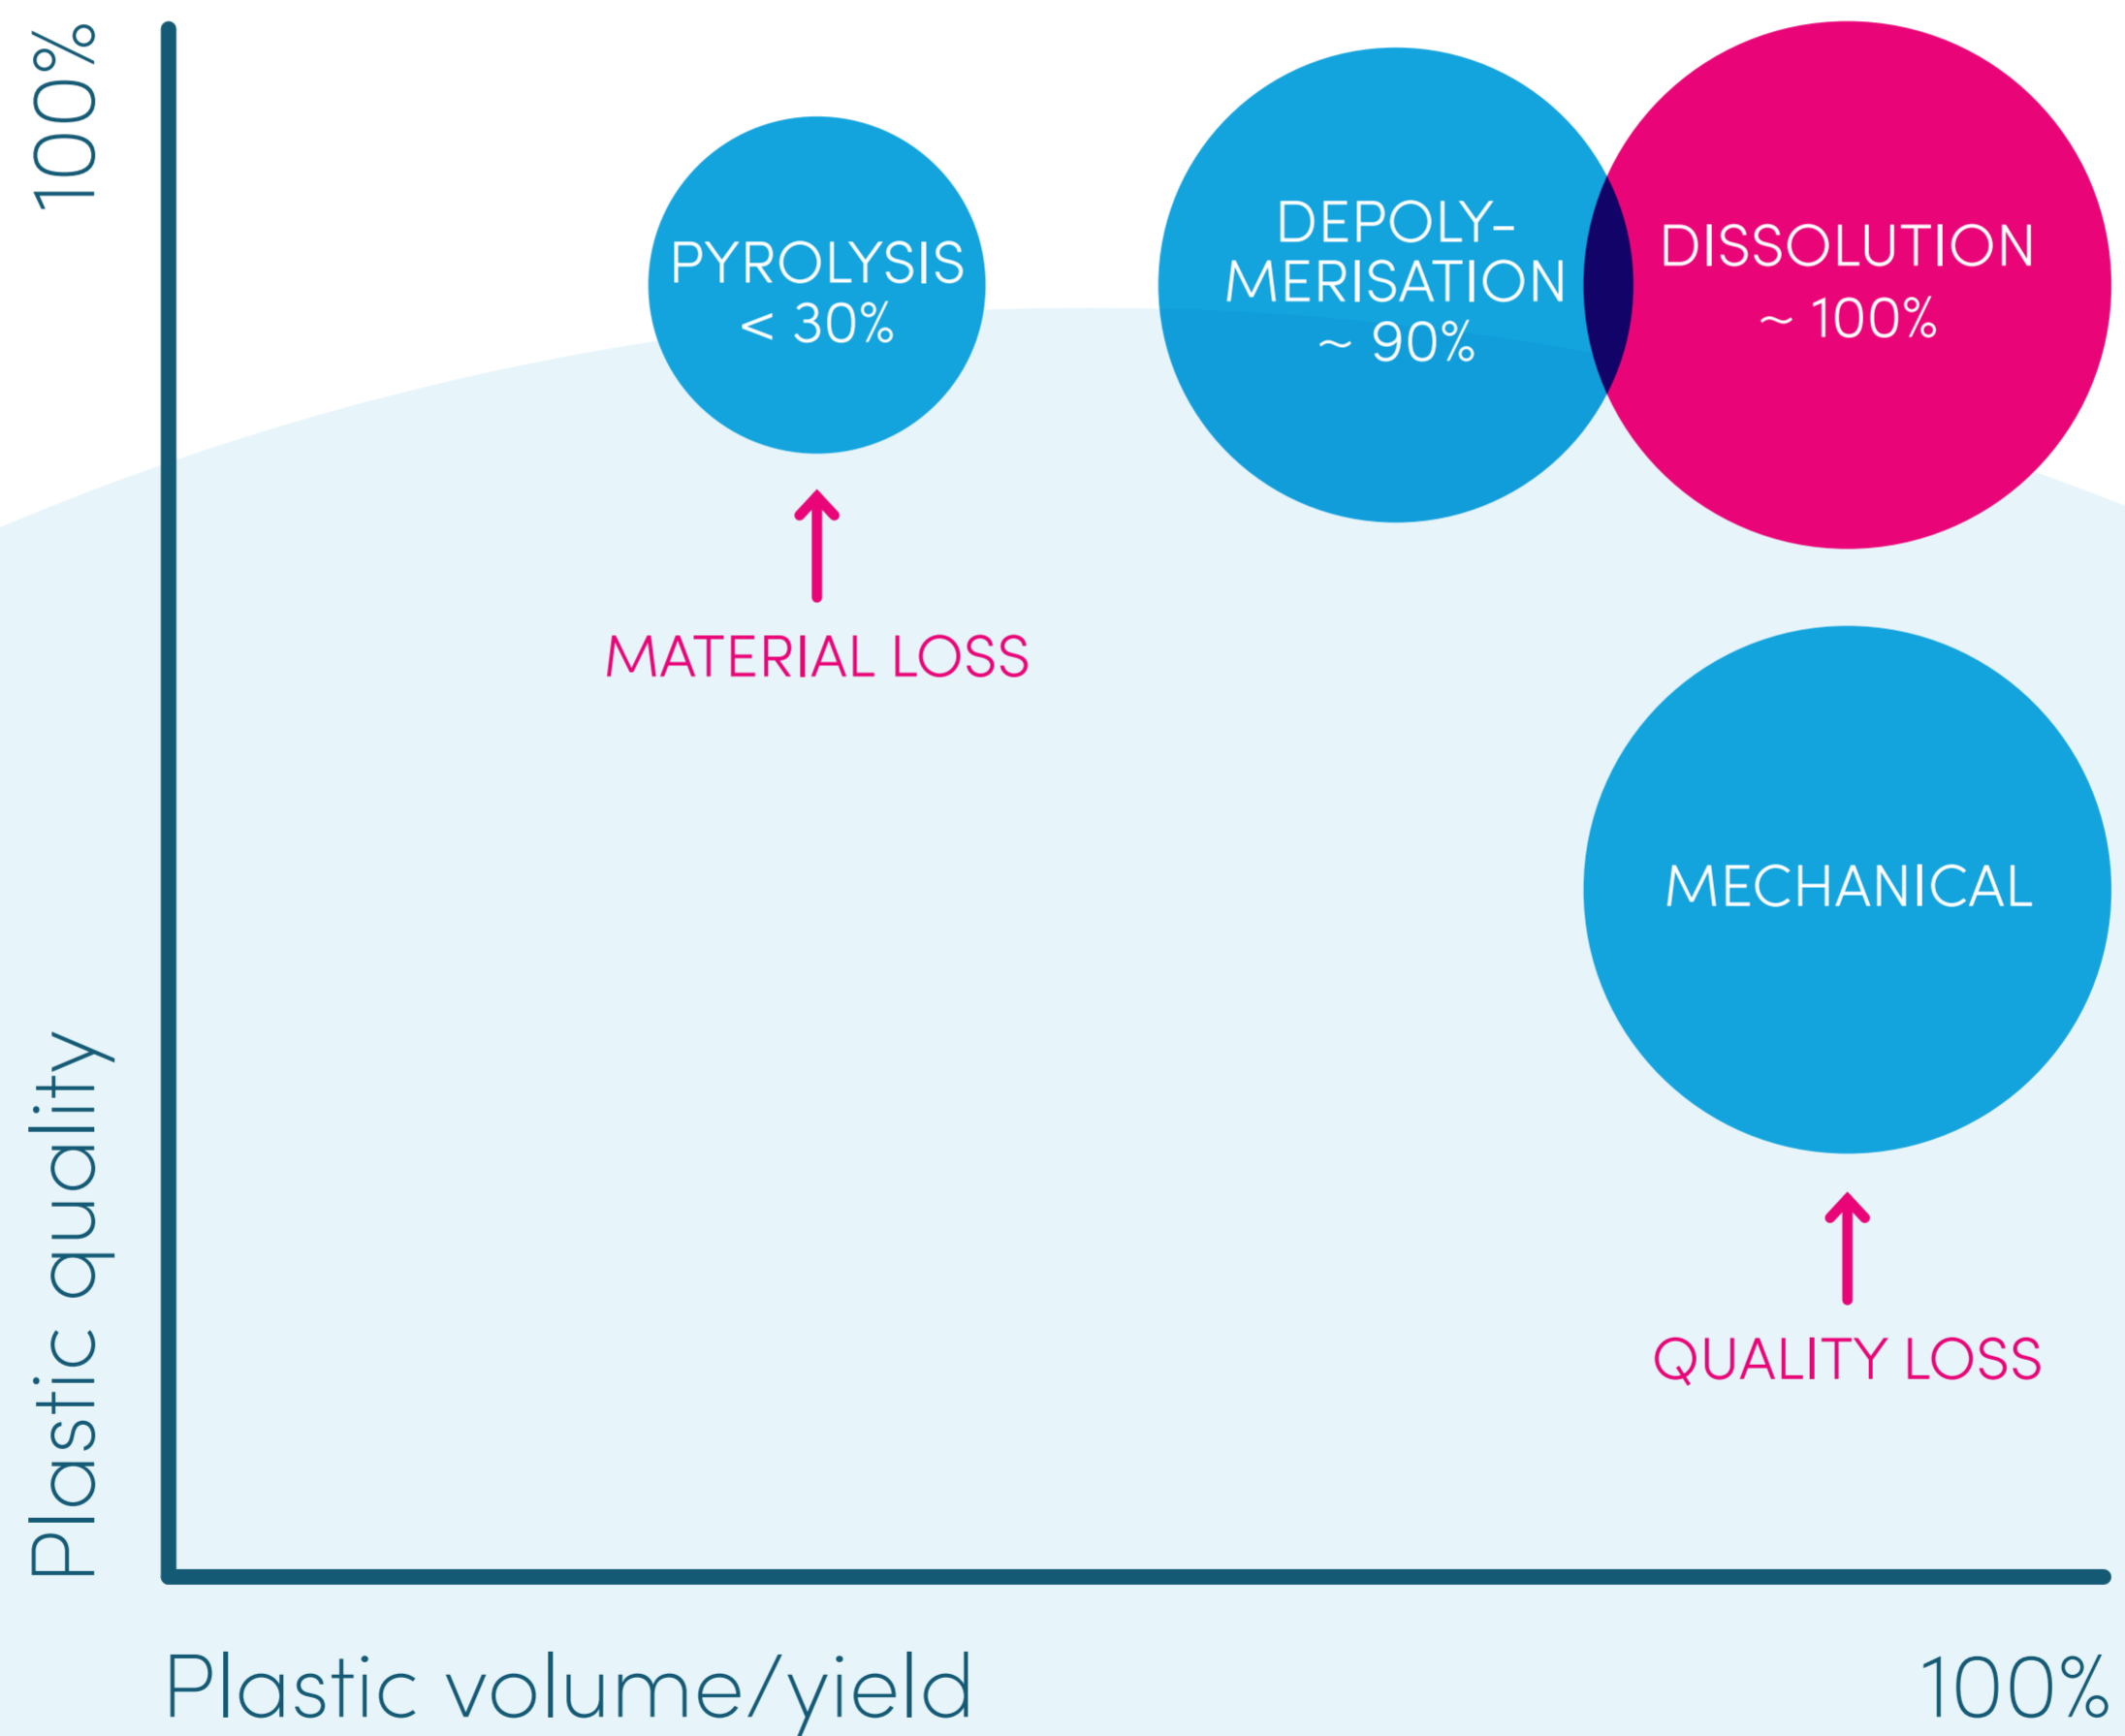 100%
Plastic quality
PYROLYSIS
< 30%
DEPOLY-
MERISATION
~ 90%
DISSOLUTION
~ 100%
MATERIAL LOSS
MECHANICAL
QUALITY LOSS
Plastic volume/yield
100%